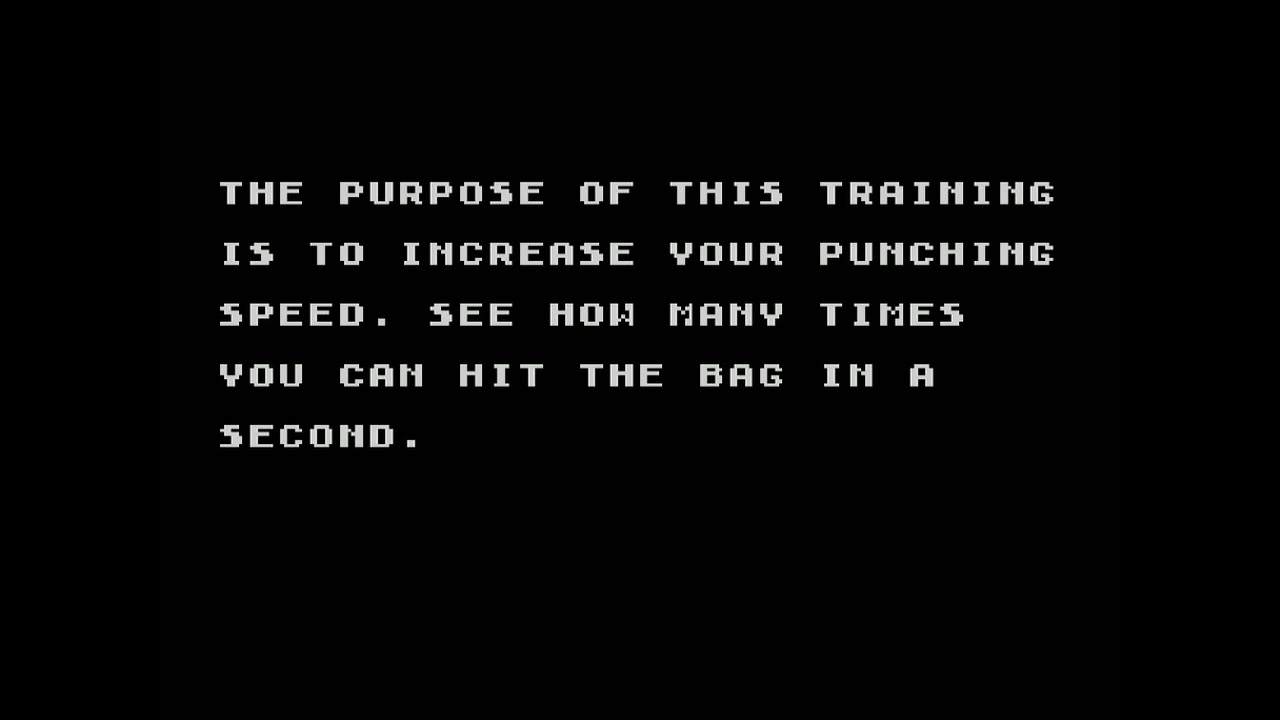 THE PURPOSE OF THIS TRAINING
IS TO INCREASE YOUR PUNCHING
SPEED. SEE HOW MANY TIMES
YOU CAN HIT THE BAG IN A
SECOND.